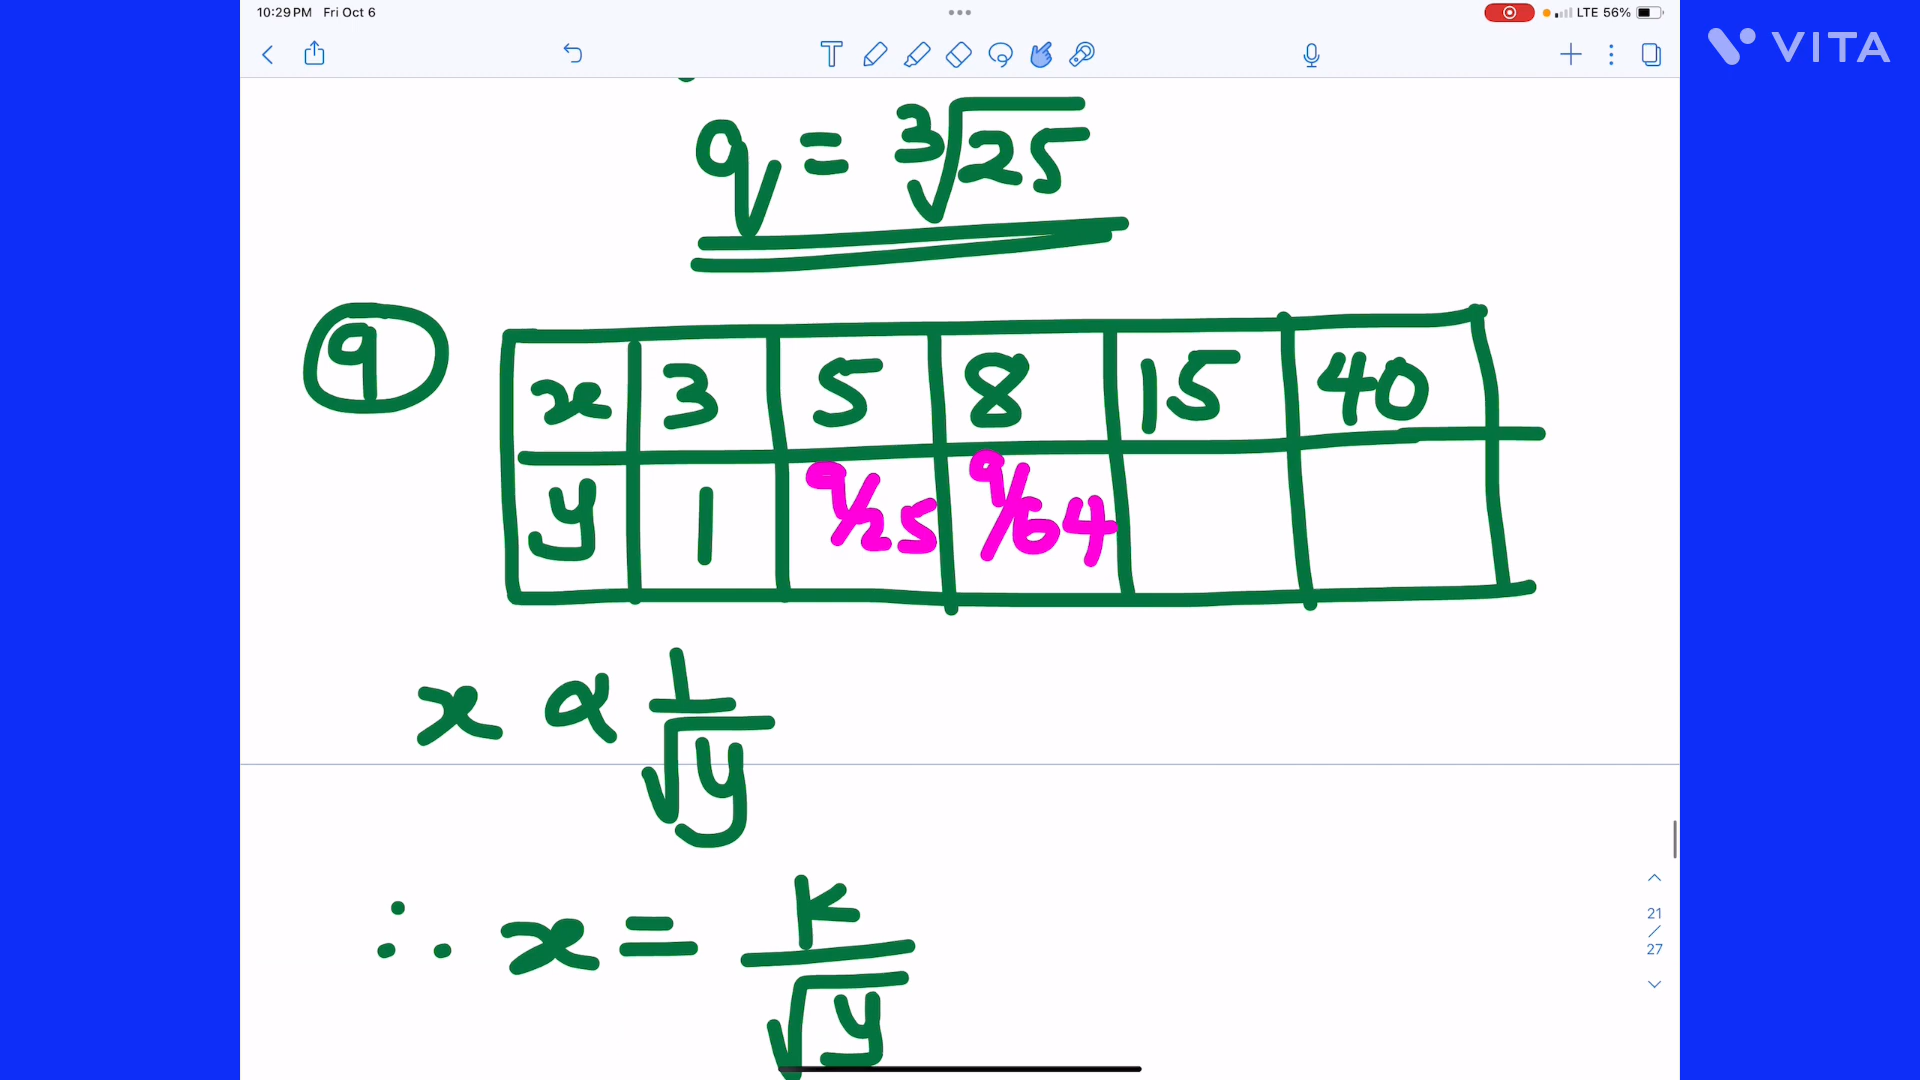 10:29 PM Fri Oct 6
LTE 56%
VITA
q = ∛25
9
x 3 5 8 15 40
y 1 9/25 9/64
x α 1/√y
∴ x = K/√y
21
/
27